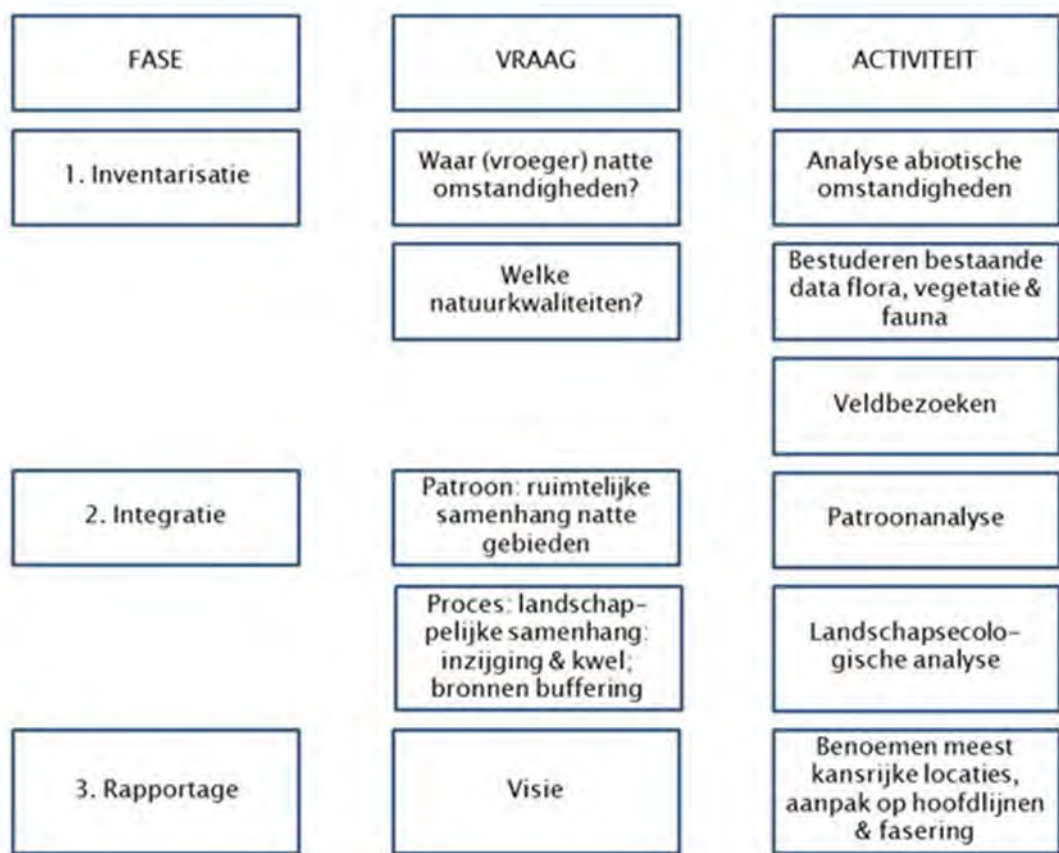 FASE
VRAAG
ACTIVITEIT
1. Inventarisatie
Waar (vroeger) natte
omstandigheden?
Analyse abiotische
omstandigheden
Welke
natuurkwaliteiten?
Bestuderen bestaande
data flora, vegetatie &
fauna
Veldbezoeken
2. Integratie
Patroon: ruimtelijke
samenhang natte
gebieden
Patroonanalyse
Proces: landschap-
pelijke samenhang:
inzijging & kwel;
bronnen buffering
Landschapsecolo-
gische analyse
3. Rapportage
Visie
Benoemen meest
kansrijke locaties,
aanpak op hoofdlijnen
& fasering